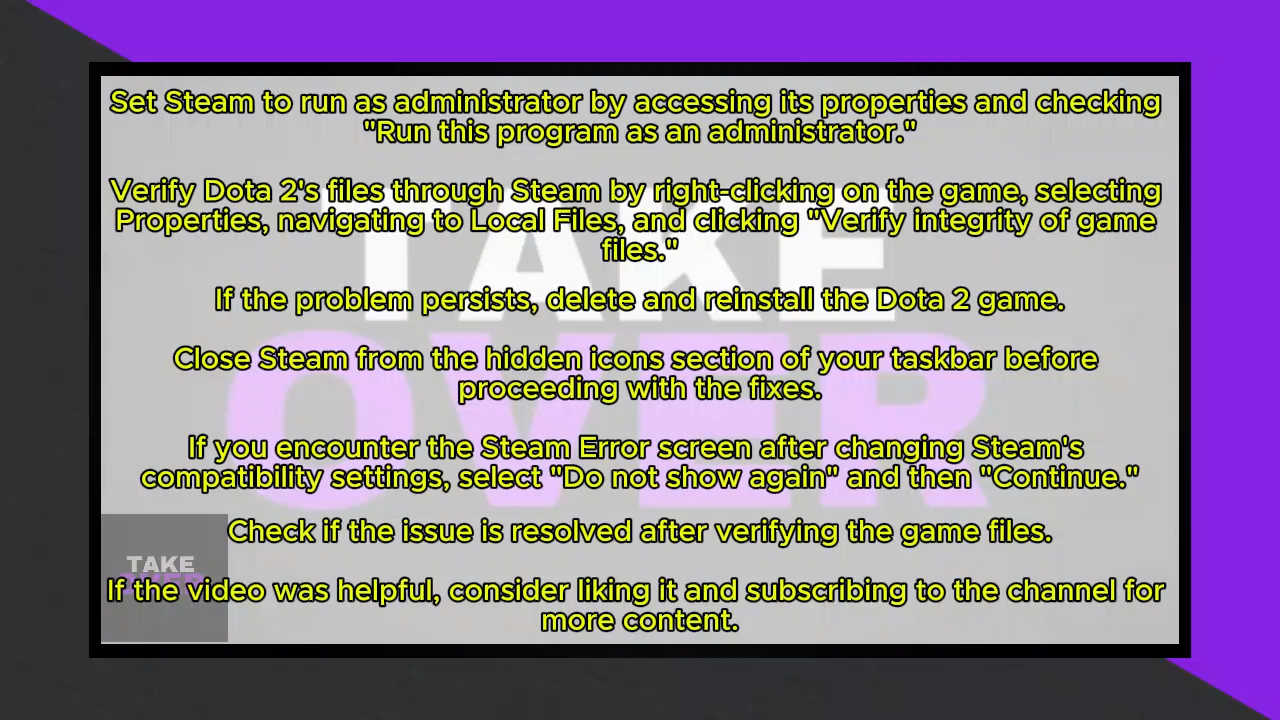 Set Steam to run as administrator by accessing its properties and checking
"Run this program as an administrator."
Verify Dota 2's files through Steam by right-clicking on the game, selecting
Properties, navigating to Local Files, and clicking "Verify integrity of game
files."
If the problem persists, delete and reinstall the Dota 2 game.
Close Steam from the hidden icons section of your taskbar before
proceeding with the fixes.
If you encounter the Steam Error screen after changing Steam's
compatibility settings, select "Do not show again" and then "Continue."
Check if the issue is resolved after verifying the game files.
If the video was helpful, consider liking it and subscribing to the channel for
more content.
TAKE
OVER
TAKE
OVER